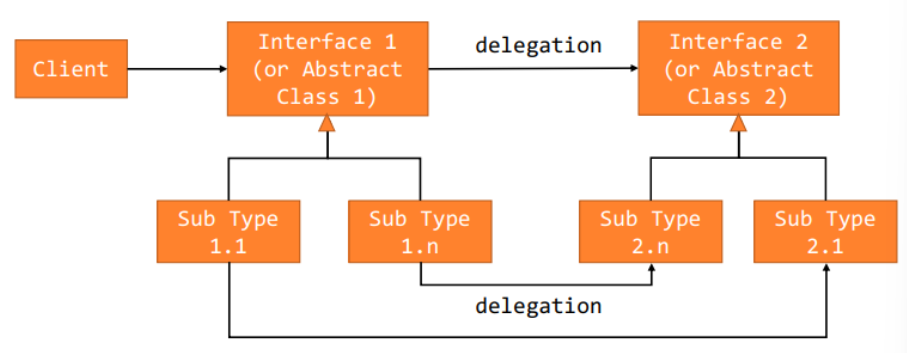 Client
Interface 1
(or Abstract
Class 1)
delegation
Interface 2
(or Abstract
Class 2)
Sub Type
1.1
Sub Type
1.n
Sub Type
2.n
Sub Type
2.1
delegation